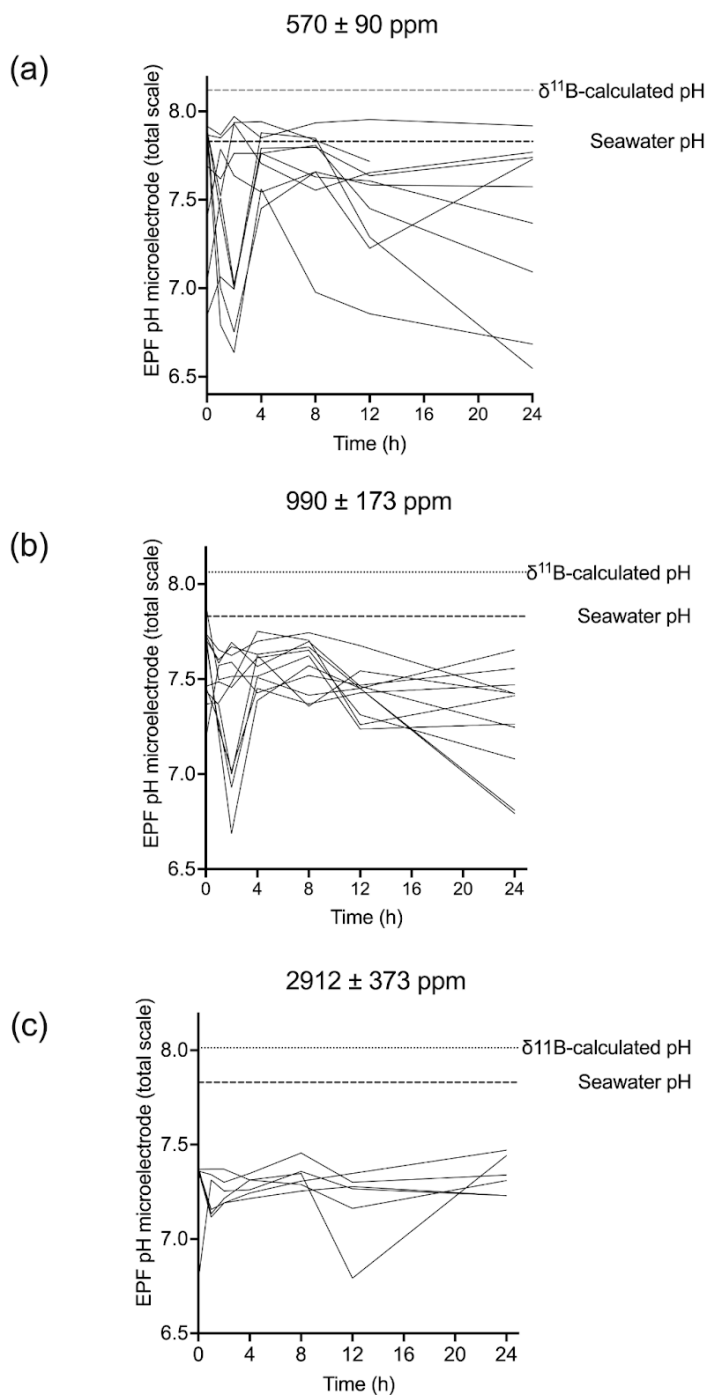 570 ± 90 ppm
(a)
EPF pH microelectrode (total scale)
8.0
7.5
7.0
6.5
δ¹¹B-calculated pH
Seawater pH
0 4 8 12 16 20 24
Time (h)
990 ± 173 ppm
(b)
EPF pH microelectrode (total scale)
8.0
7.5
7.0
6.5
δ¹¹B-calculated pH
Seawater pH
0 4 8 12 16 20 24
Time (h)
2912 ± 373 ppm
(c)
EPF pH microelectrode (total scale)
8.0
7.5
7.0
6.5
δ11B-calculated pH
Seawater pH
0 4 8 12 16 20 24
Time (h)